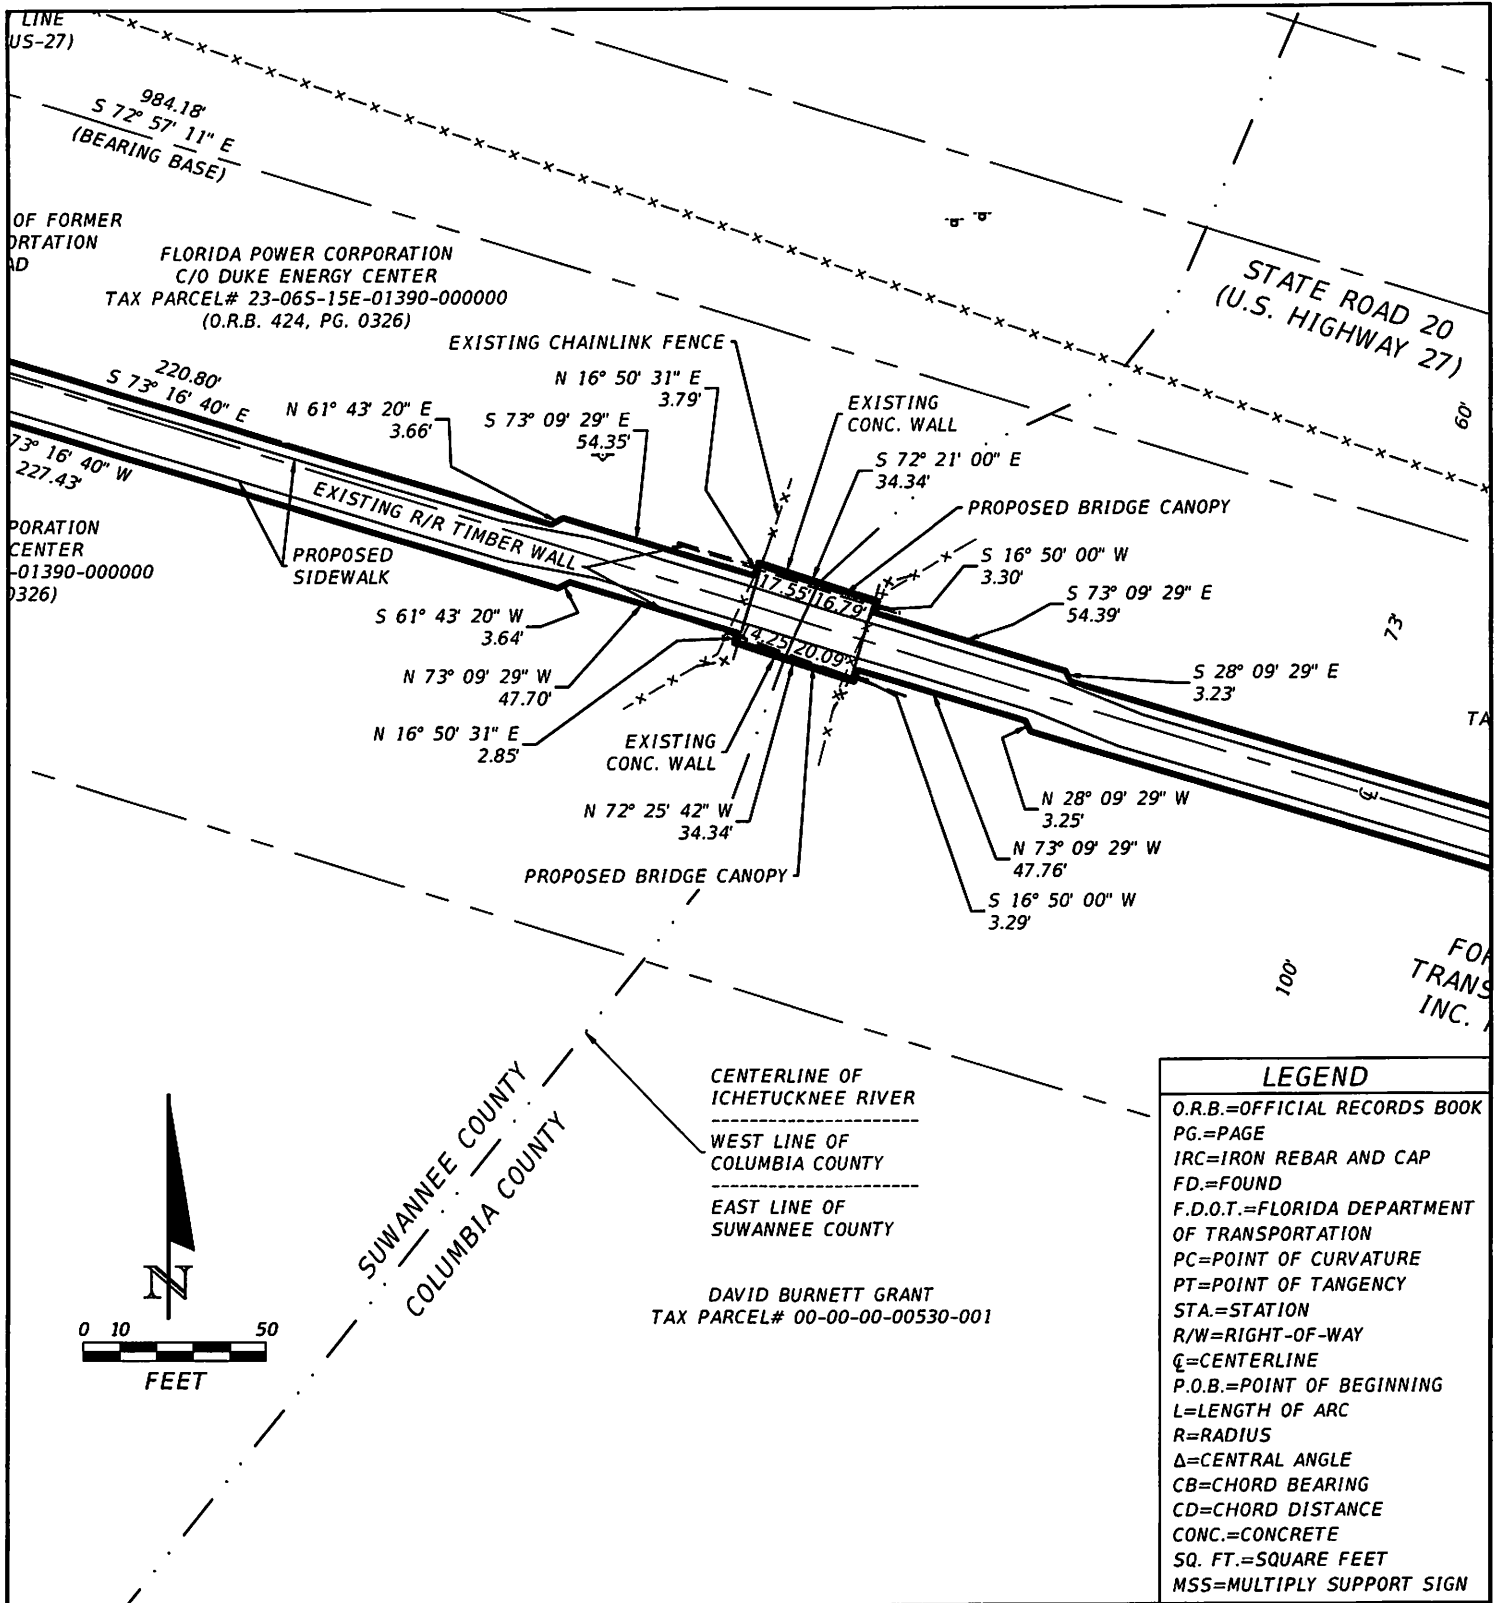 LINE
US-27)
984.18'
S 72° 57' 11" E
(BEARING BASE)
OF FORMER
ORTATION
AD
FLORIDA POWER CORPORATION
C/O DUKE ENERGY CENTER
TAX PARCEL# 23-06S-15E-01390-000000
(O.R.B. 424, PG. 0326)
STATE ROAD 20
(U.S. HIGHWAY 27)
60'
EXISTING CHAINLINK FENCE
N 16° 50' 31" E
3.79'
220.80'
S 73° 16' 40" E
N 61° 43' 20" E
3.66'
S 73° 09' 29" E
54.35'
EXISTING
CONC. WALL
S 72° 21' 00" E
34.34'
73° 16' 40" W
227.43'
EXISTING R/R TIMBER WALL
PROPOSED BRIDGE CANOPY
PORATION
CENTER
-01390-000000
0326)
PROPOSED
SIDEWALK
S 16° 50' 00" W
3.30'
17.55'
16.79'
S 73° 09' 29" E
54.39'
73'
S 61° 43' 20" W
3.64'
14.25'
20.09'
N 73° 09' 29" W
47.70'
S 28° 09' 29" E
3.23'
TA
N 16° 50' 31" E
2.85'
EXISTING
CONC. WALL
N 72° 25' 42" W
34.34'
N 28° 09' 29" W
3.25'
N 73° 09' 29" W
47.76'
PROPOSED BRIDGE CANOPY
S 16° 50' 00" W
3.29'
100'
FOR
TRANS
INC.
SUWANNEE COUNTY
COLUMBIA COUNTY
CENTERLINE OF
ICHETUCKNEE RIVER
WEST LINE OF
COLUMBIA COUNTY
EAST LINE OF
SUWANNEE COUNTY
DAVID BURNETT GRANT
TAX PARCEL# 00-00-00-00530-001
N
0 10 50
FEET
LEGEND
O.R.B.=OFFICIAL RECORDS BOOK
PG.=PAGE
IRC=IRON REBAR AND CAP
FD.=FOUND
F.D.O.T.=FLORIDA DEPARTMENT
OF TRANSPORTATION
PC=POINT OF CURVATURE
PT=POINT OF TANGENCY
STA.=STATION
R/W=RIGHT-OF-WAY
℄=CENTERLINE
P.O.B.=POINT OF BEGINNING
L=LENGTH OF ARC
R=RADIUS
Δ=CENTRAL ANGLE
CB=CHORD BEARING
CD=CHORD DISTANCE
CONC.=CONCRETE
SQ. FT.=SQUARE FEET
MSS=MULTIPLY SUPPORT SIGN